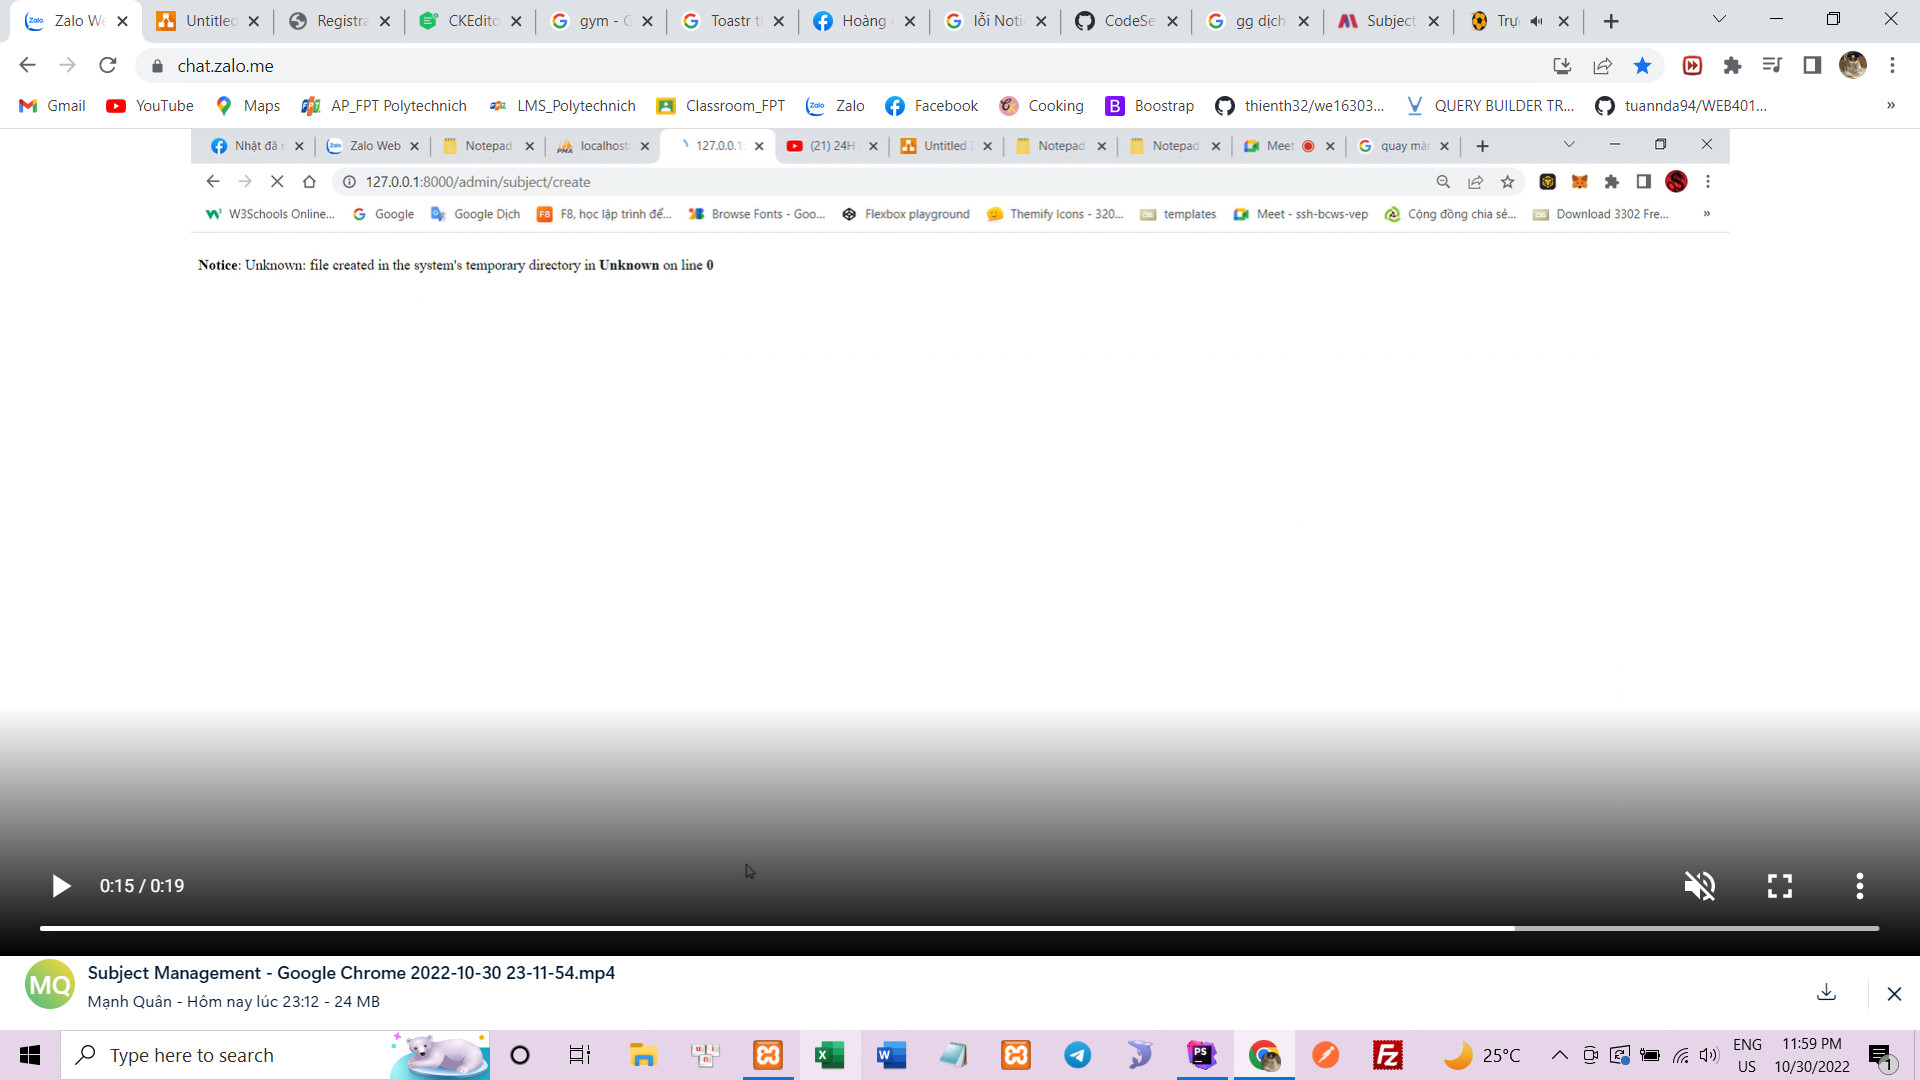 Zalo We
Untitled
Registra
CKEdito
gym - G
Toastr t
Hoàng
lỗi Noti
CodeSe
gg dịch
Subject
Trự
chat.zalo.me
Gmail
YouTube
Maps
AP_FPT Polytechnich
LMS_Polytechnich
Classroom_FPT
Zalo
Facebook
Cooking
Boostrap
thienth32/we16303...
QUERY BUILDER TR...
tuannda94/WEB401...
»
Nhật đã
Zalo Web
Notepad
localhost
127.0.0.1:
(21) 24H
Untitled
Notepad
Notepad
Meet
quay màn
127.0.0.1:8000/admin/subject/create
W3Schools Online...
Google
Google Dịch
F8, học lập trình để...
Browse Fonts - Goo...
Flexbox playground
Themify Icons - 320...
templates
Meet - ssh-bcws-vep
Cộng đồng chia sẻ...
Download 3302 Fre...
»
Notice: Unknown: file created in the system's temporary directory in Unknown on line 0
0:15 / 0:19
MQ
Subject Management - Google Chrome 2022-10-30 23-11-54.mp4
Mạnh Quân - Hôm nay lúc 23:12 - 24 MB
Type here to search
25°C
ENG
US
11:59 PM
10/30/2022
1